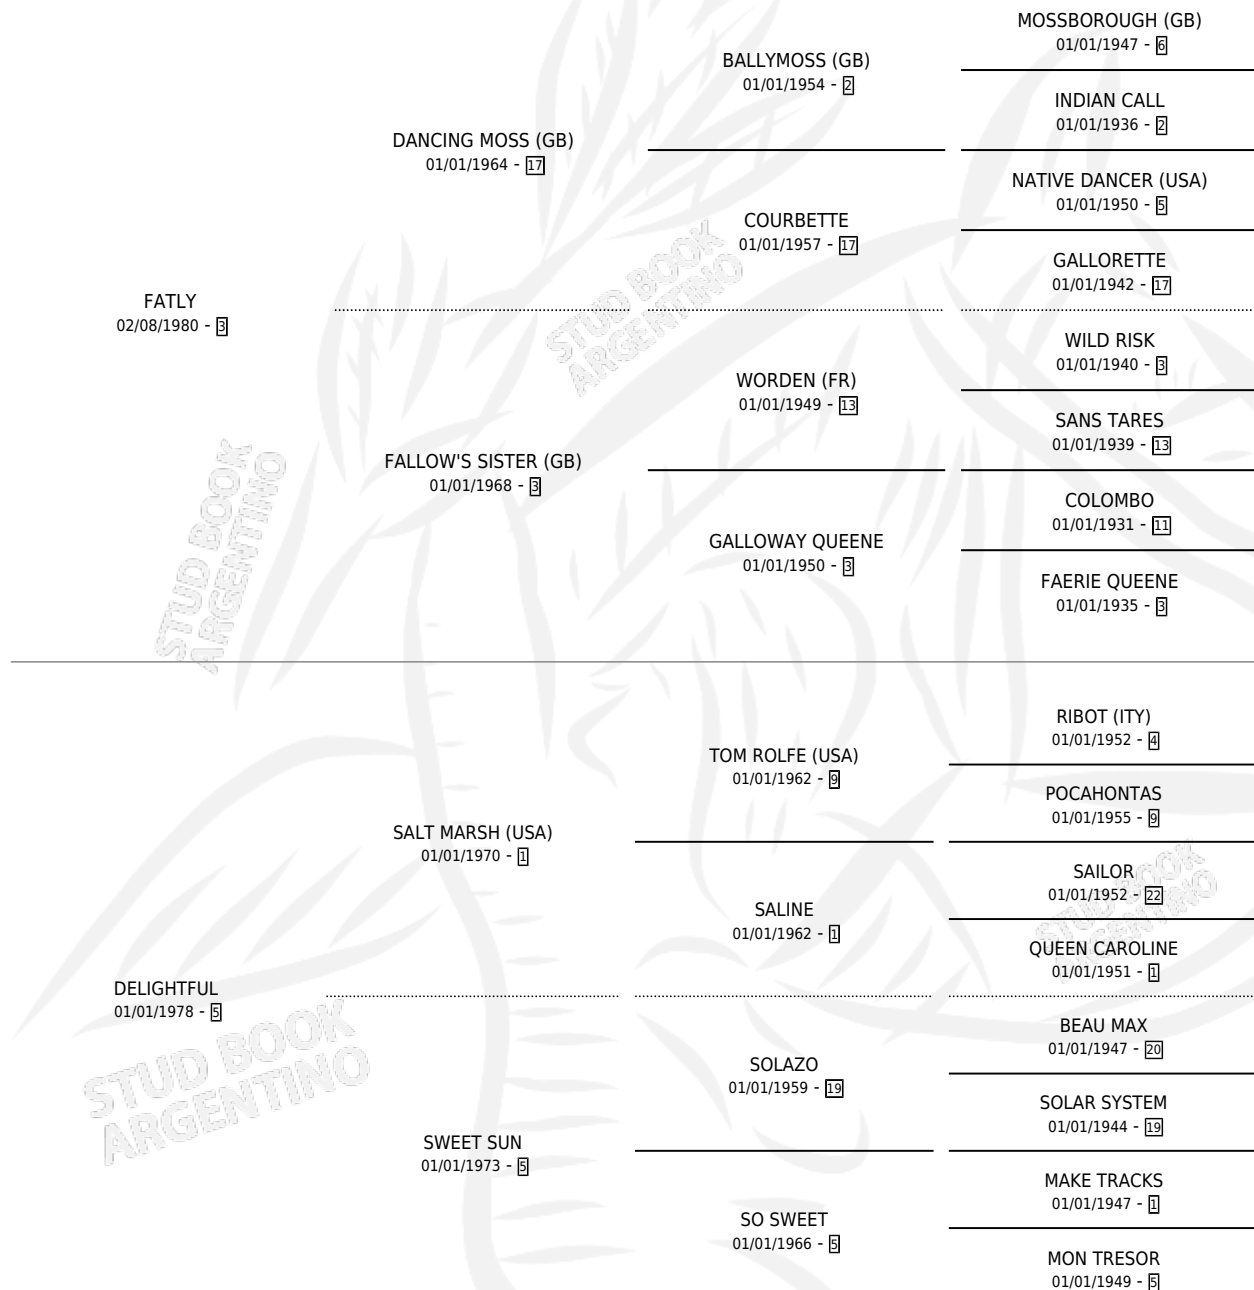 MOSSBOROUGH (GB)
01/01/1947 - 6
BALLYMOSS (GB)
01/01/1954 - 2
INDIAN CALL
01/01/1936 - 2
DANCING MOSS (GB)
01/01/1964 - 17
NATIVE DANCER (USA)
01/01/1950 - 5
COURBETTE
01/01/1957 - 17
GALLORETTE
01/01/1942 - 17
FATLY
02/08/1980 - 3
WILD RISK
01/01/1940 - 3
WORDEN (FR)
01/01/1949 - 13
SANS TARES
01/01/1939 - 13
FALLOW'S SISTER (GB)
01/01/1968 - 3
COLOMBO
01/01/1931 - 11
GALLOWAY QUEENE
01/01/1950 - 3
FAERIE QUEENE
01/01/1935 - 3
RIBOT (ITY)
01/01/1952 - 4
TOM ROLFE (USA)
01/01/1962 - 9
POCAHONTAS
01/01/1955 - 9
SALT MARSH (USA)
01/01/1970 - 1
SAILOR
01/01/1952 - 22
SALINE
01/01/1962 - 1
QUEEN CAROLINE
01/01/1951 - 1
DELIGHTFUL
01/01/1978 - 5
BEAU MAX
01/01/1947 - 20
SOLAZO
01/01/1959 - 19
SOLAR SYSTEM
01/01/1944 - 19
SWEET SUN
01/01/1973 - 5
MAKE TRACKS
01/01/1947 - 1
SO SWEET
01/01/1966 - 5
MON TRESOR
01/01/1949 - 5
STUD BOOK
ARGENTINO
STUD BOOK
ARGENTINO
STUD BOOK
ARGENTINO
STUD BOOK
ARGENTINO